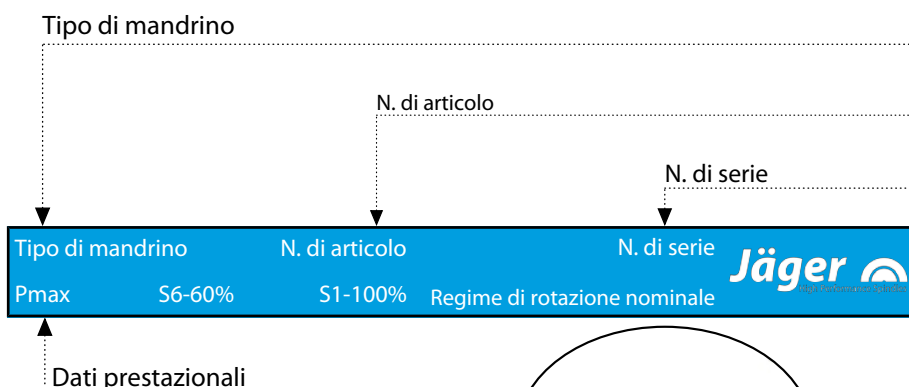 Tipo di mandrino
N. di articolo
N. di serie
Tipo di mandrino N. di articolo N. di serie
Jäger
Pmax S6-60% S1-100% Regime di rotazione nominale
Dati prestazionali